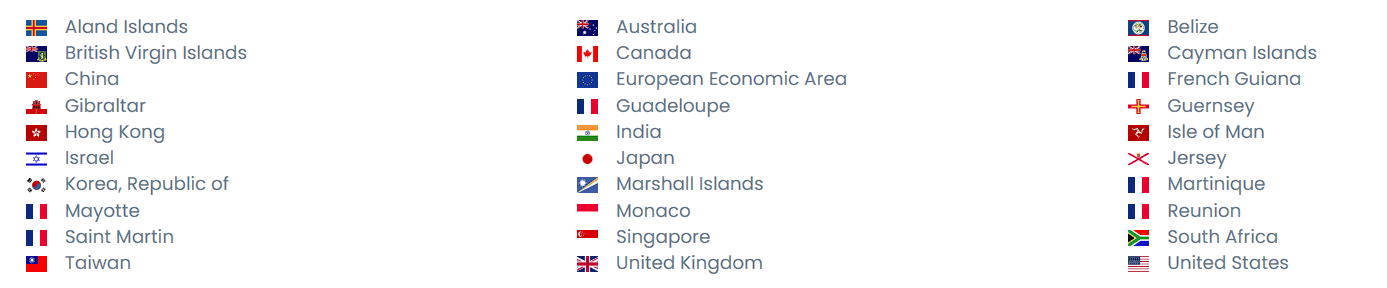 Aland Islands
Australia
Belize
British Virgin Islands
Canada
Cayman Islands
China
European Economic Area
French Guiana
Gibraltar
Guadeloupe
Guernsey
Hong Kong
India
Isle of Man
Israel
Japan
Jersey
Korea, Republic of
Marshall Islands
Martinique
Mayotte
Monaco
Reunion
Saint Martin
Singapore
South Africa
Taiwan
United Kingdom
United States